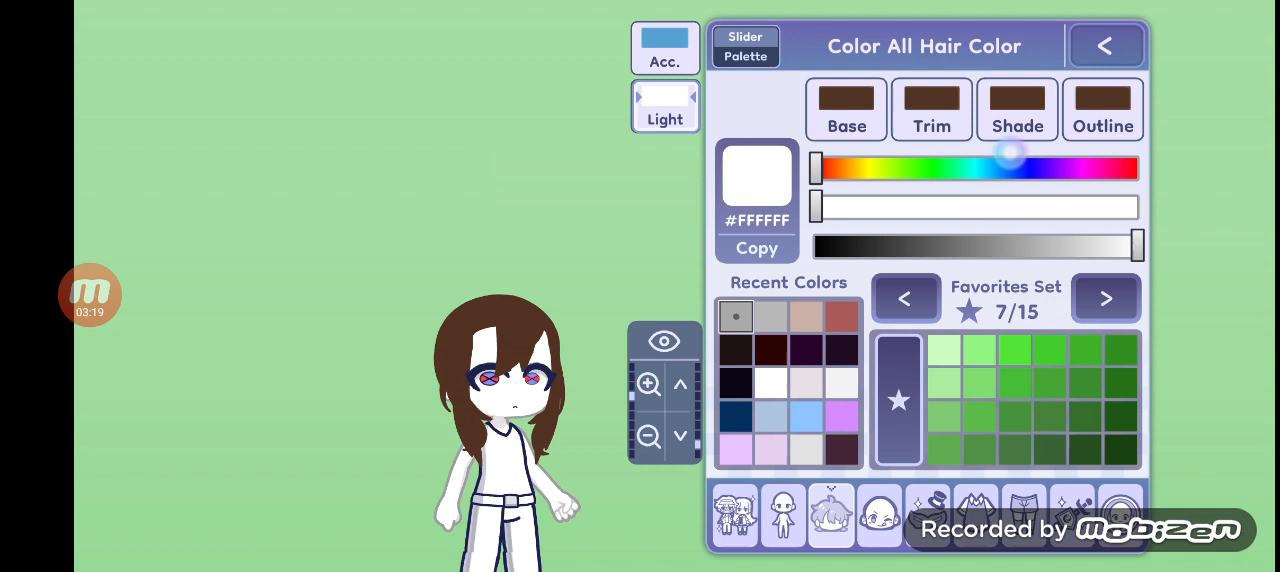 Slider
Palette
Color All Hair Color
<
Acc.
Light
Base
Trim
Shade
Outline
#FFFFFF
Copy
Recent Colors
<
Favorites Set
7/15
>
03:19
Recorded by mobizen